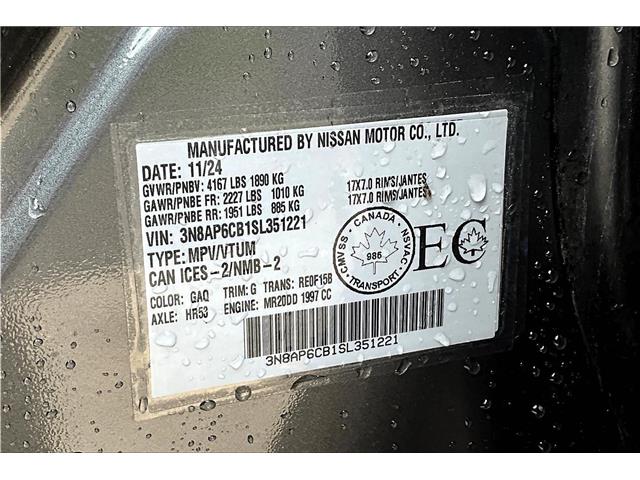 MANUFACTURED BY NISSAN MOTOR CO., LTD.
DATE: 11/24
GVWR/PNBV: 4167 LBS 1890 KG
GAWR/PNBE FR: 2227 LBS 1010 KG 17X7.0 RIMS/JANTES
GAWR/PNBE RR: 1951 LBS 885 KG 17X7.0 RIMS/JANTES
VIN: 3N8AP6CB1SL351221
TYPE: MPV/VTUM
CAN ICES-2/NMB-2
COLOR: GAQ TRIM: G TRANS: RE0F15B
AXLE: HR53 ENGINE: MR20DD 1997 CC
CANADA
CMVSS NSVAC
986
TRANSPORT
EC
3N8AP6CB1SL351221